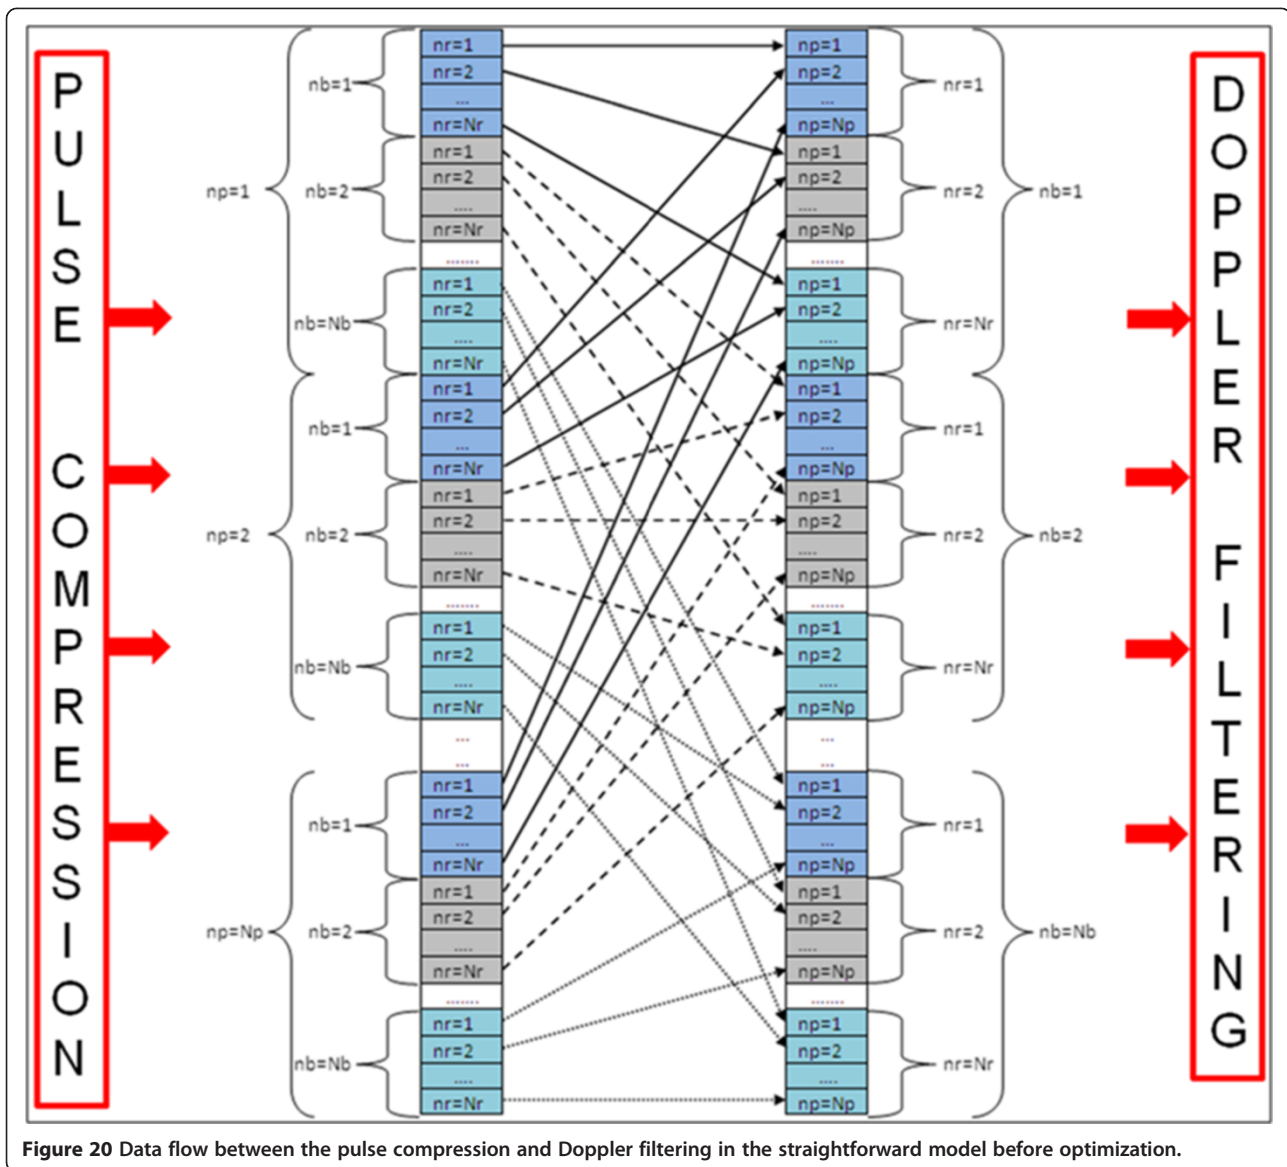 PULSE COMPRESSION
np=1
nb=1
nr=1
nr=2
...
nr=Nr
nb=2
nr=1
nr=2
....
nr=Nr
.......
nb=Nb
nr=1
nr=2
....
nr=Nr
np=2
nb=1
nr=1
nr=2
...
nr=Nr
nb=2
nr=1
nr=2
....
nr=Nr
.......
nb=Nb
nr=1
nr=2
....
nr=Nr
...
...
np=Np
nb=1
nr=1
nr=2
...
nr=Nr
nb=2
nr=1
nr=2
....
nr=Nr
.......
nb=Nb
nr=1
nr=2
....
nr=Nr
np=1
np=2
...
np=Np
nr=1
np=1
np=2
....
np=Np
nr=2
.......
np=1
np=2
....
np=Np
nr=Nr
nb=1
np=1
np=2
...
np=Np
nr=1
np=1
np=2
....
np=Np
nr=2
.......
np=1
np=2
....
np=Np
nr=Nr
nb=2
...
...
np=1
np=2
...
np=Np
nr=1
np=1
np=2
....
np=Np
nr=2
.......
np=1
np=2
....
np=Np
nr=Nr
nb=Nb
DOPPLER FILTERING
Figure 20 Data flow between the pulse compression and Doppler filtering in the straightforward model before optimization.